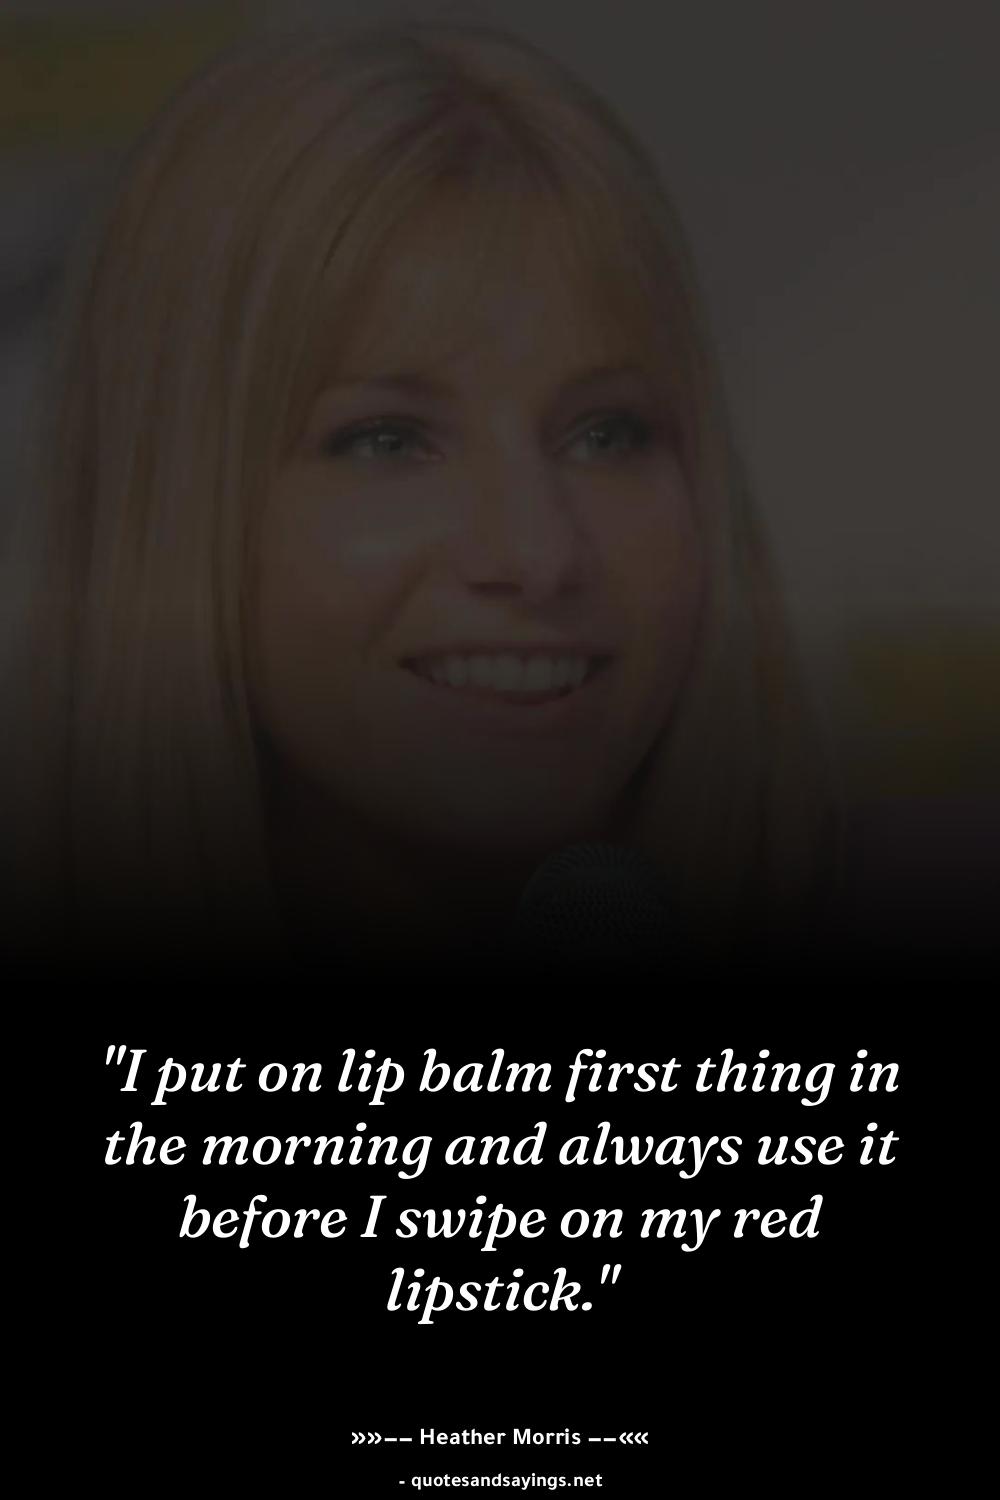 "I put on lip balm first thing in
the morning and always use it
before I swipe on my red
lipstick."
»»–– Heather Morris ––««
- quotesandsayings.net